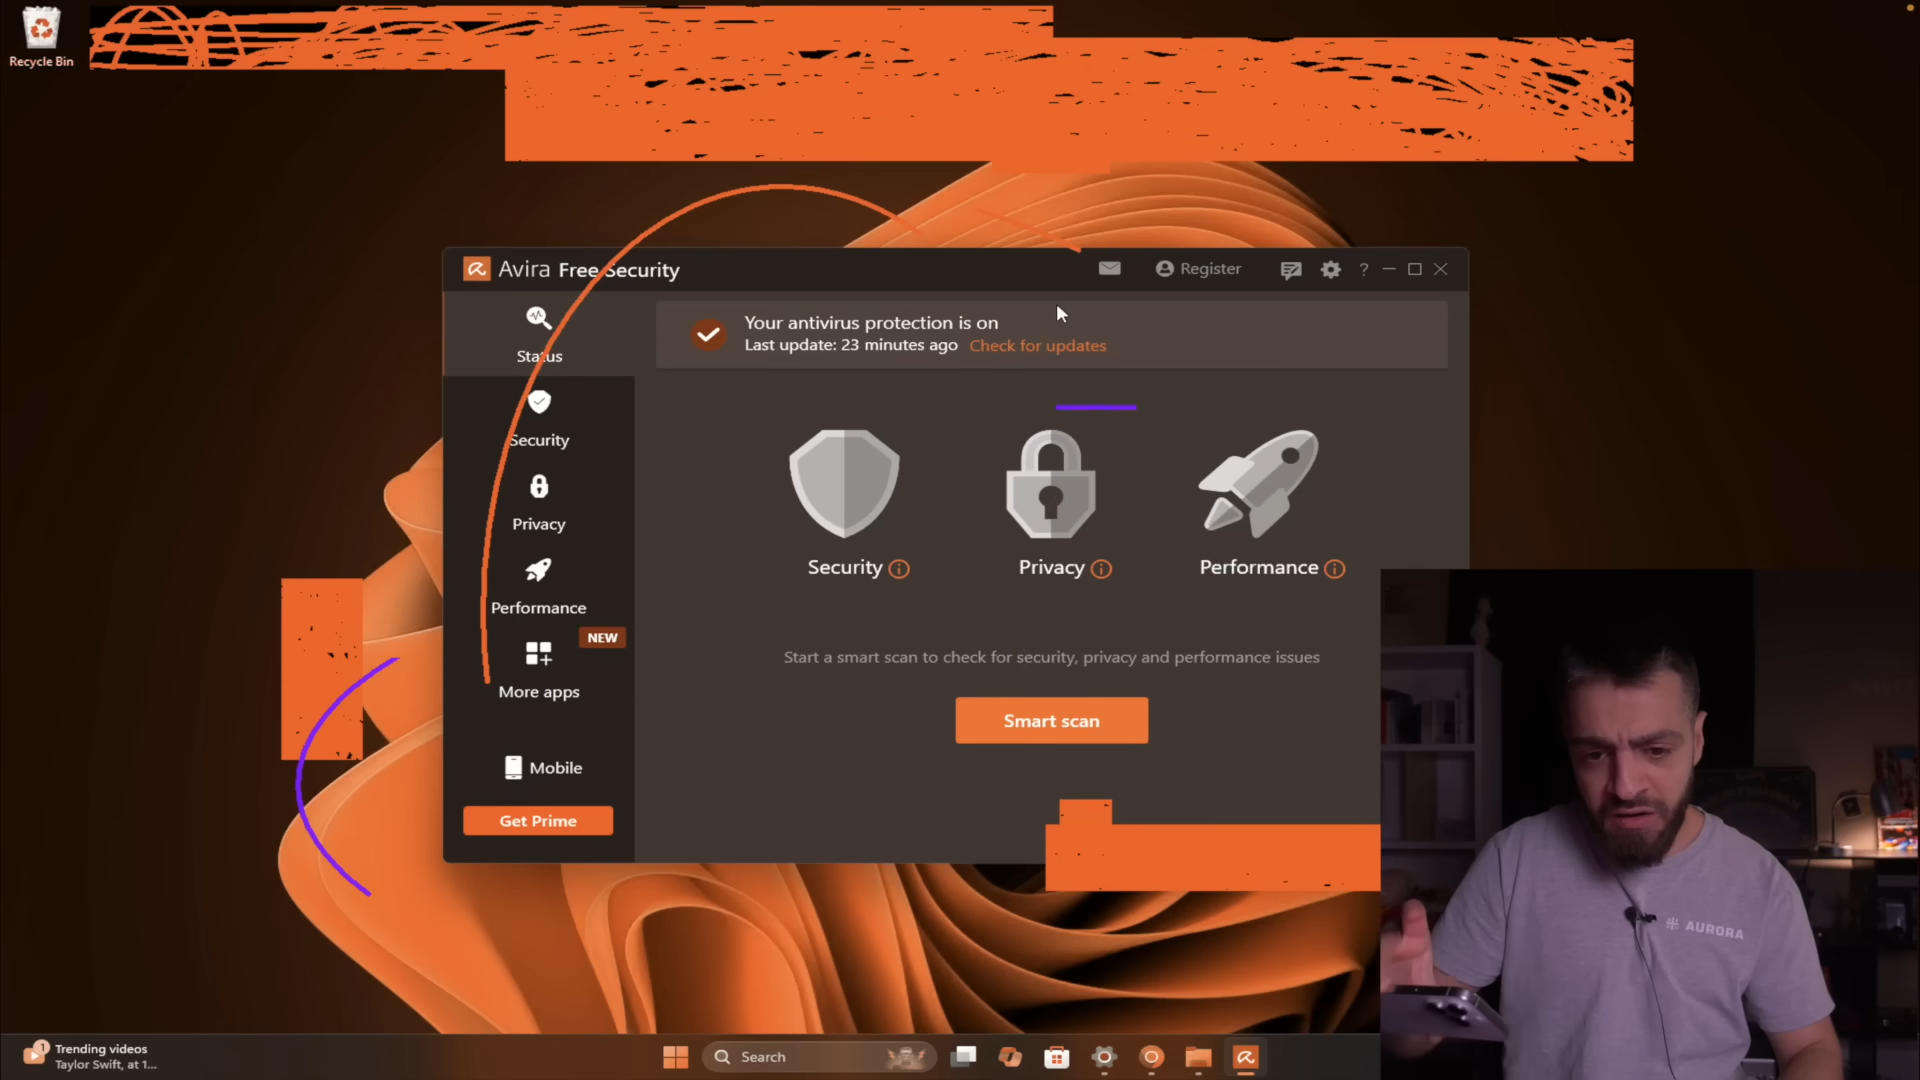 Recycle Bin
Avira Free Security
Register
?
Status
Your antivirus protection is on
Last update: 23 minutes ago Check for updates
Security
Privacy
Performance
NEW
More apps
Mobile
Get Prime
Security
Privacy
Performance
Start a smart scan to check for security, privacy and performance issues
Smart scan
AURORA
1
Trending videos
Taylor Swift, at 1...
Search